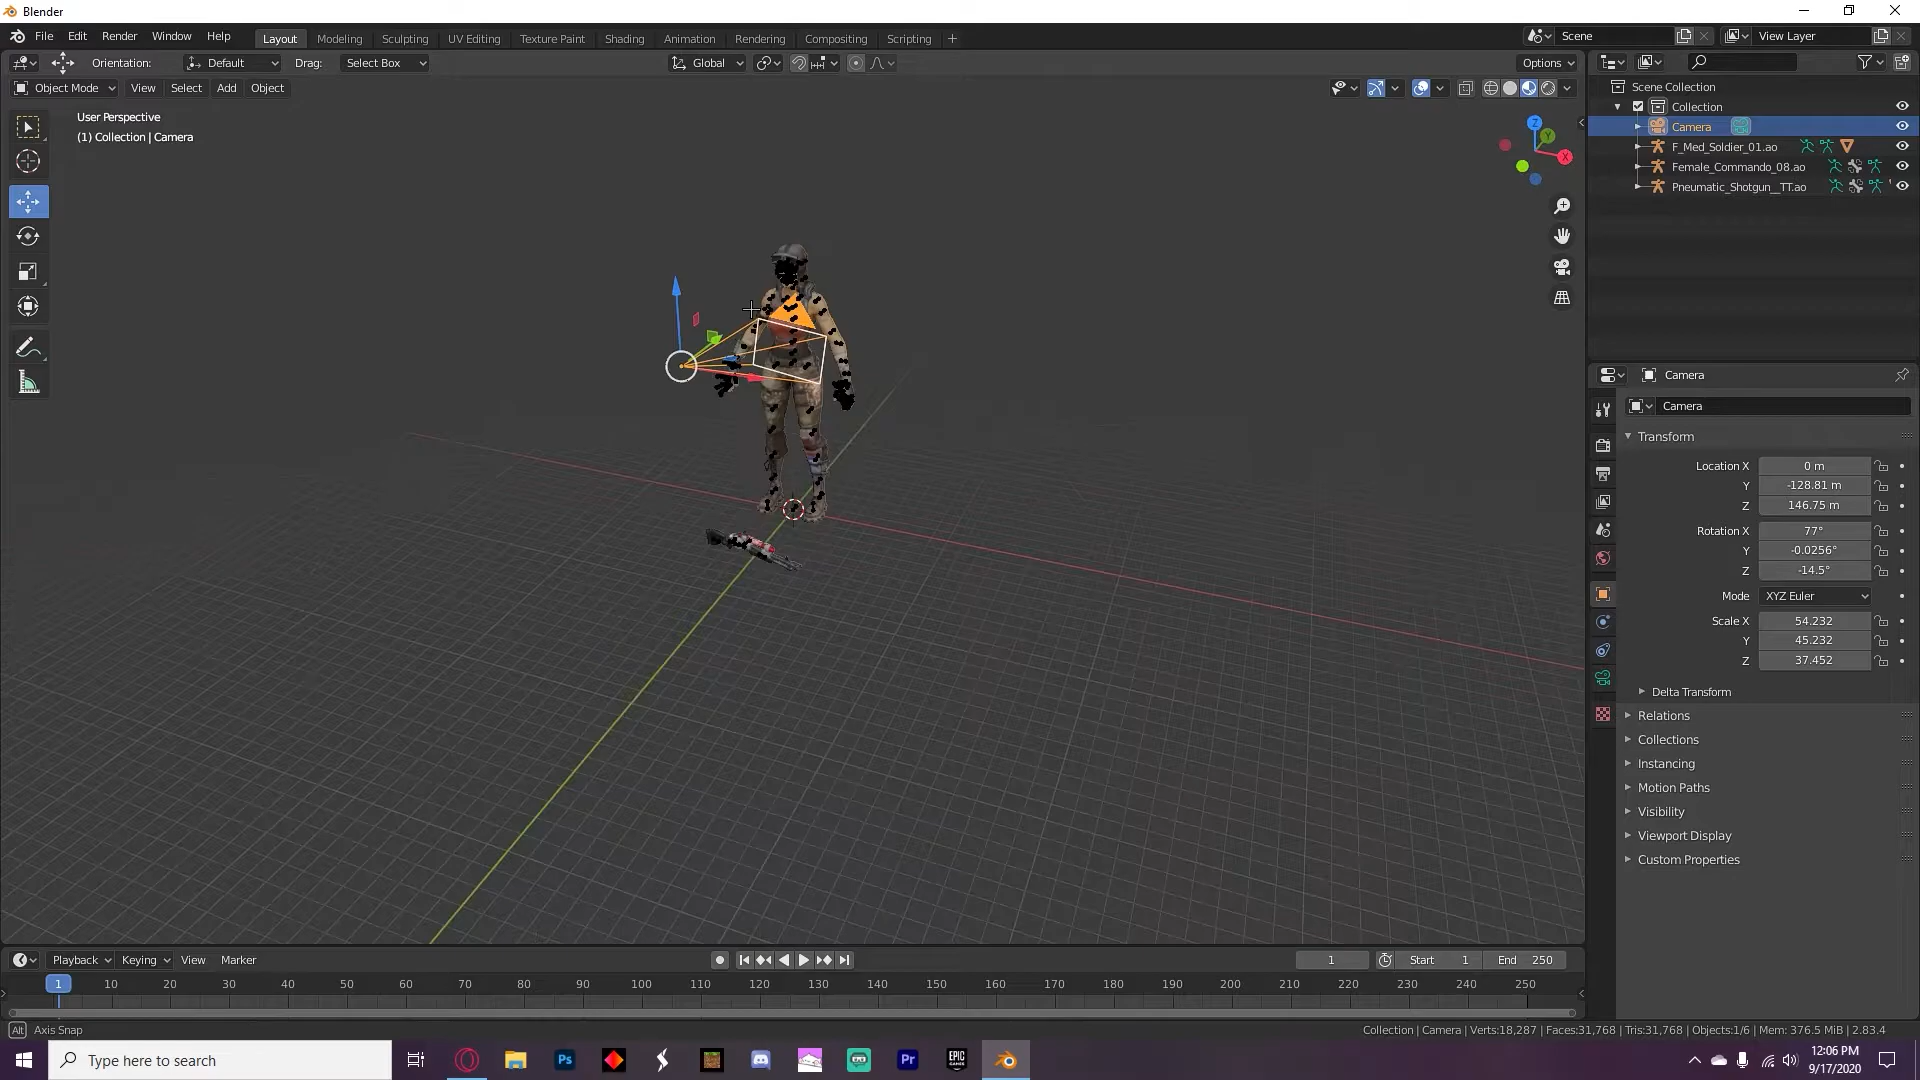 Blender
File Edit Render Window Help
Layout Modeling Sculpting UV Editing Texture Paint Shading Animation Rendering Compositing Scripting +
Scene
View Layer
Orientation: Default Drag: Select Box
Global
Options
Object Mode View Select Add Object
User Perspective
(1) Collection | Camera
Z
Y
X
Scene Collection
Collection
Camera
F_Med_Soldier_01.ao
Female_Commando_08.ao
Pneumatic_Shotgun__TT.ao
Camera
Camera
Transform
Location X 0 m
Y -128.81 m
Z 146.75 m
Rotation X 77°
Y -0.0256°
Z -14.5°
Mode XYZ Euler
Scale X 54.232
Y 45.232
Z 37.452
Delta Transform
Relations
Collections
Instancing
Motion Paths
Visibility
Viewport Display
Custom Properties
Playback Keying View Marker
1 Start 1 End 250
1 10 20 30 40 50 60 70 80 90 100 110 120 130 140 150 160 170 180 190 200 210 220 230 240 250
Alt Axis Snap
Collection | Camera | Verts:18,287 | Faces:31,768 | Tris:31,768 | Objects:1/6 | Mem: 376.5 MiB | 2.83.4
Type here to search
Ps
Pr
EPIC GAMES
12:06 PM
9/17/2020